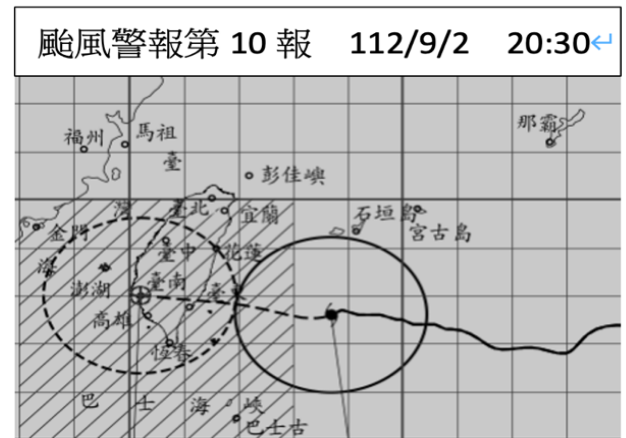 颱風警報第 10 報 112/9/2 20:30↵
那霸
福州
馬祖
臺
彭佳嶼
灣
臺北
宜蘭
石垣島
宮古島
金門
臺中
花蓮
海
澎湖
臺南
臺東
高雄
恆春
巴 士 海 峽
巴士古